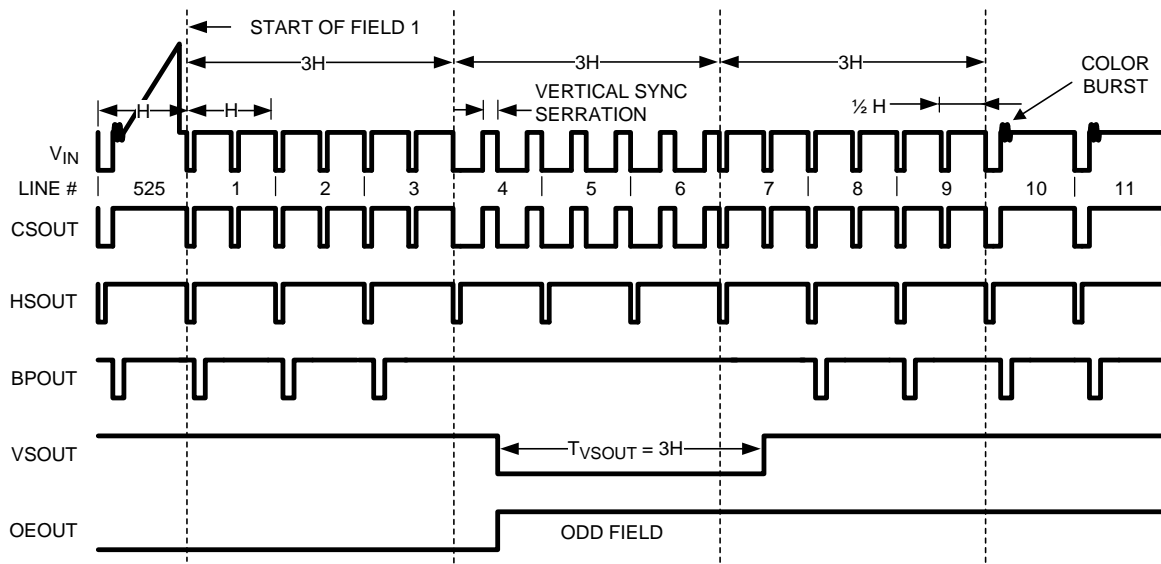 START OF FIELD 1
3H 3H 3H
COLOR
BURST
VERTICAL SYNC
SERRATION
H H ½ H
VIN
LINE # 525 1 2 3 4 5 6 7 8 9 10 11
CSOUT
HSOUT
BPOUT
VSOUT TVSOUT = 3H
OEOUT ODD FIELD